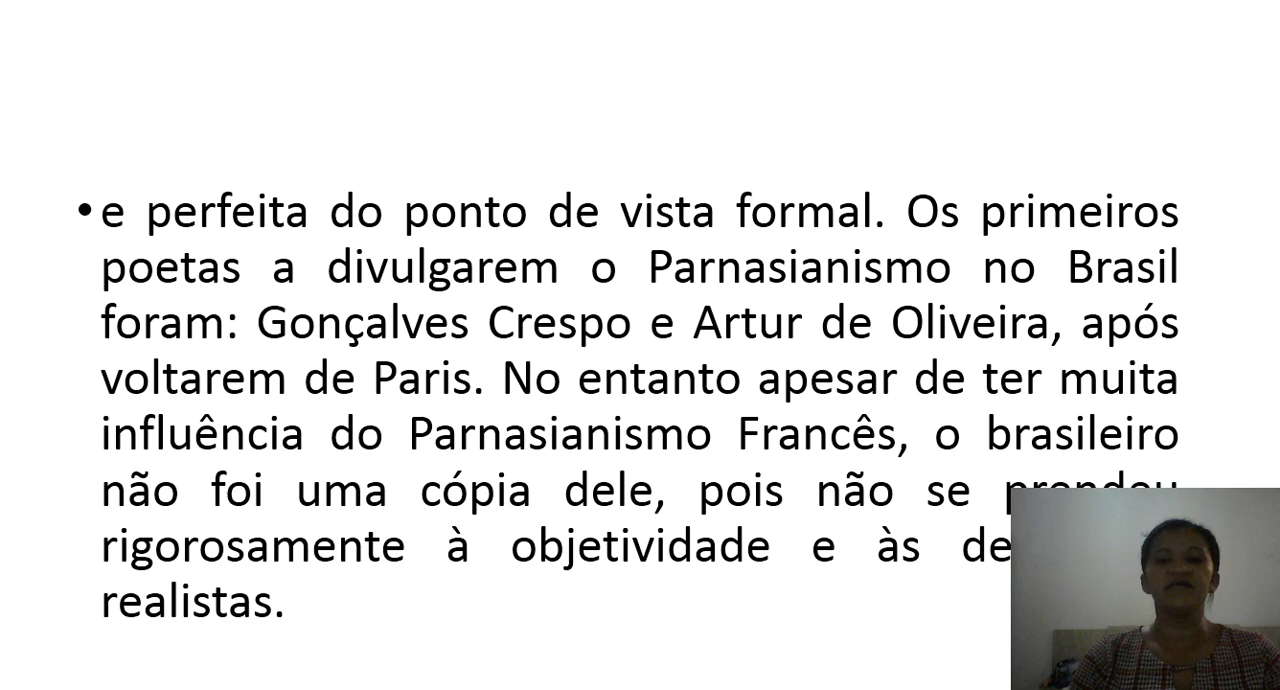 • e perfeita do ponto de vista formal. Os primeiros
poetas a divulgarem o Parnasianismo no Brasil
foram: Gonçalves Crespo e Artur de Oliveira, após
voltarem de Paris. No entanto apesar de ter muita
influência do Parnasianismo Francês, o brasileiro
não foi uma cópia dele, pois não se prendeu
rigorosamente à objetividade e às
realistas.